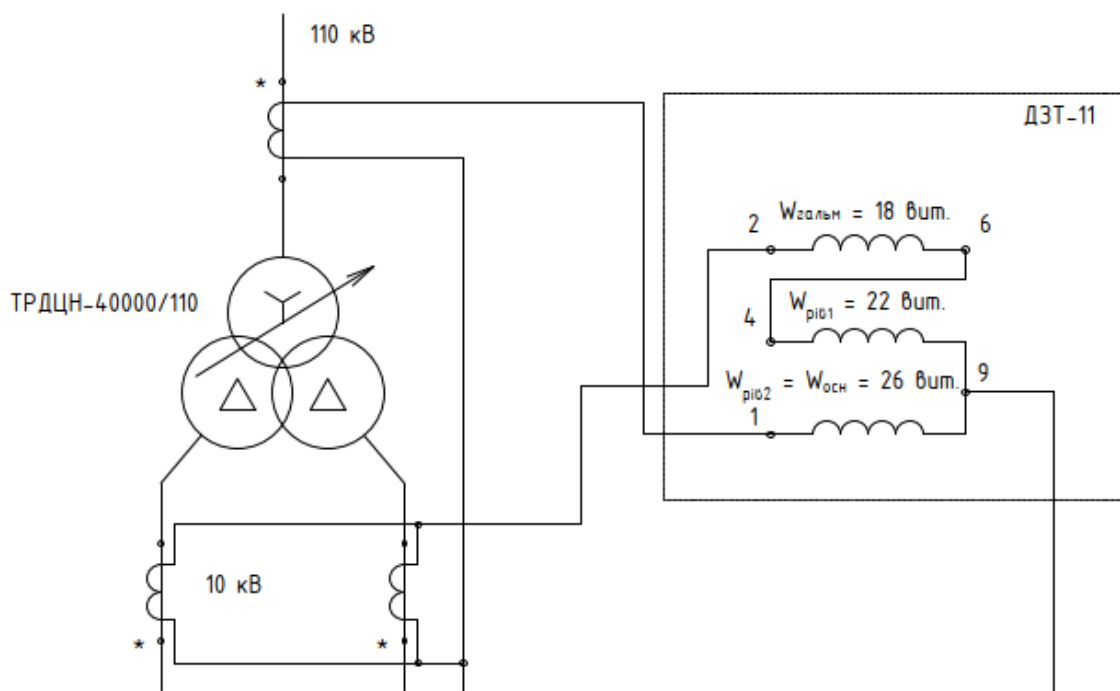 110 кВ
*
ДЗТ-11
Wгальм = 18 вит.
2
6
ТРДЦН-40000/110
Wрів1 = 22 вит.
4
Wрів2 = Wосн = 26 вит.
9
1
10 кВ
*
*